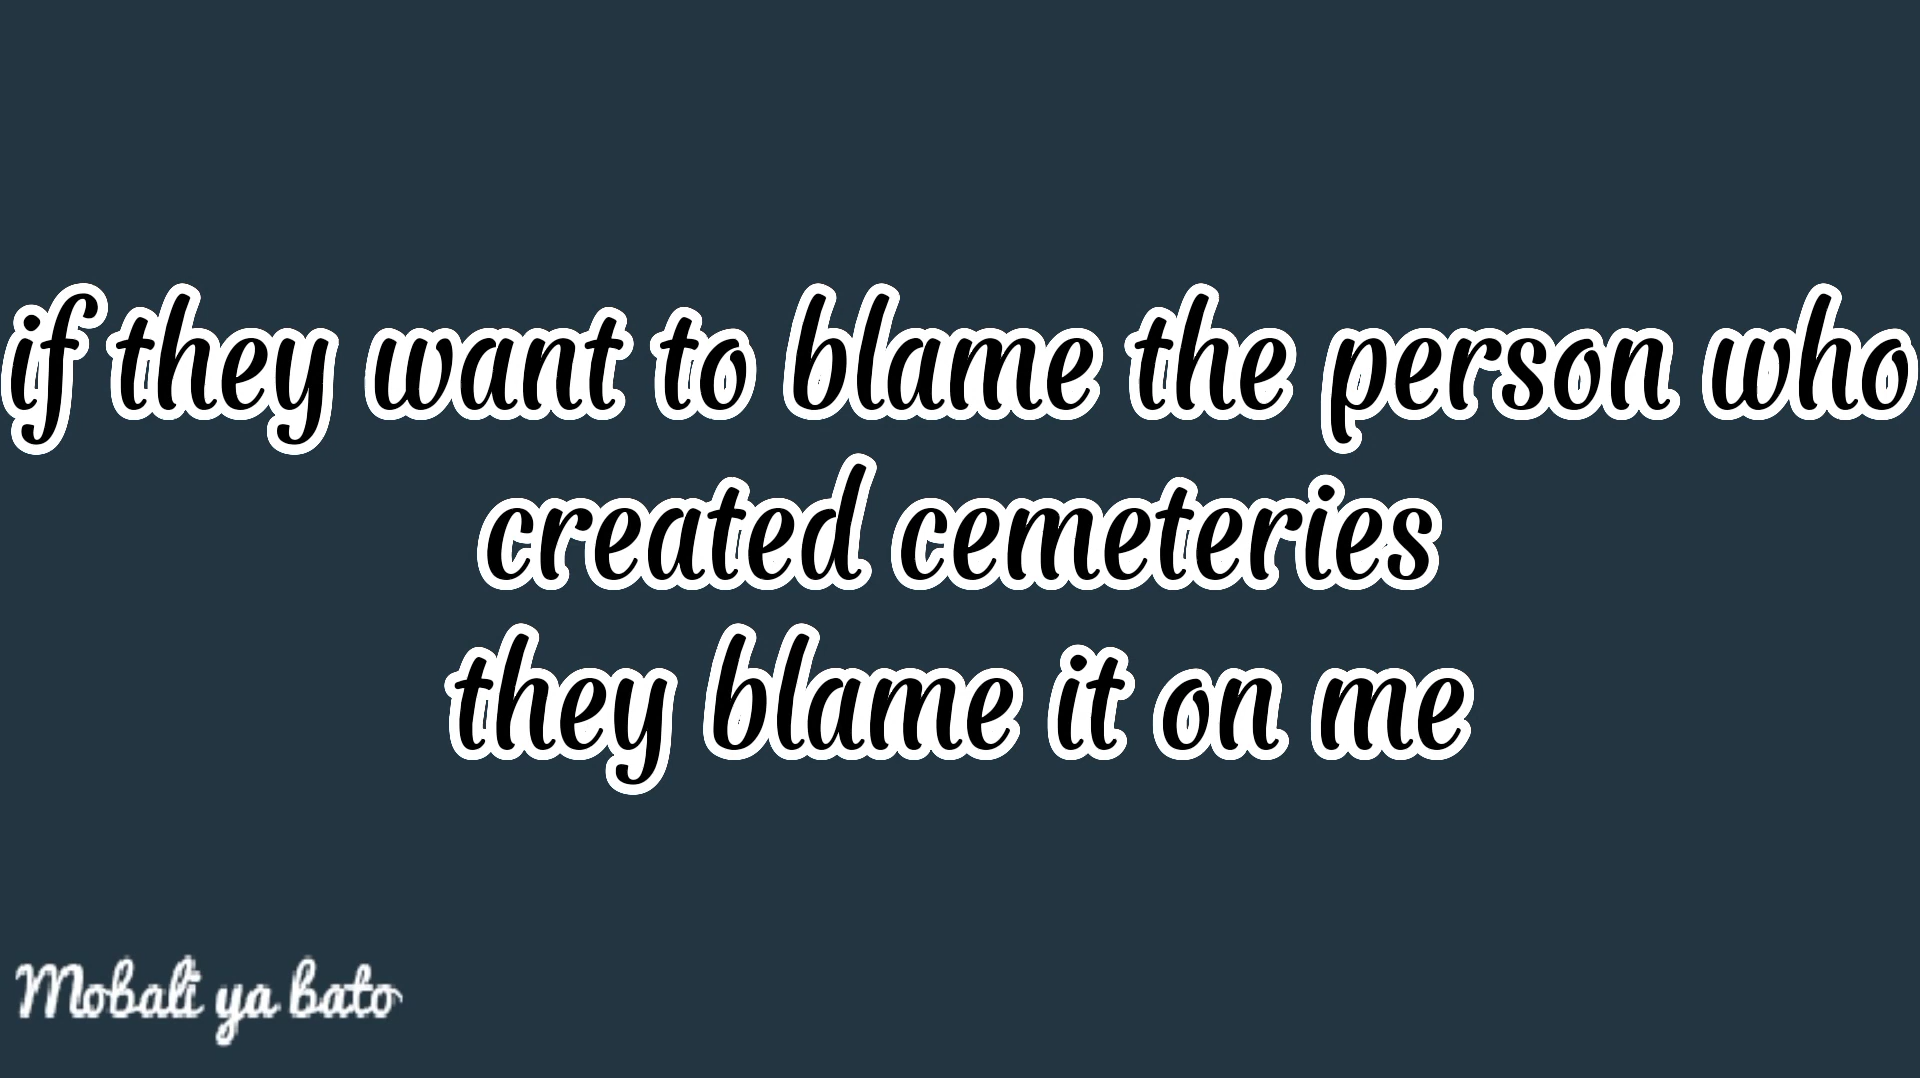 if they want to blame the person who
created cemeteries
they blame it on me
Mobali ya bato